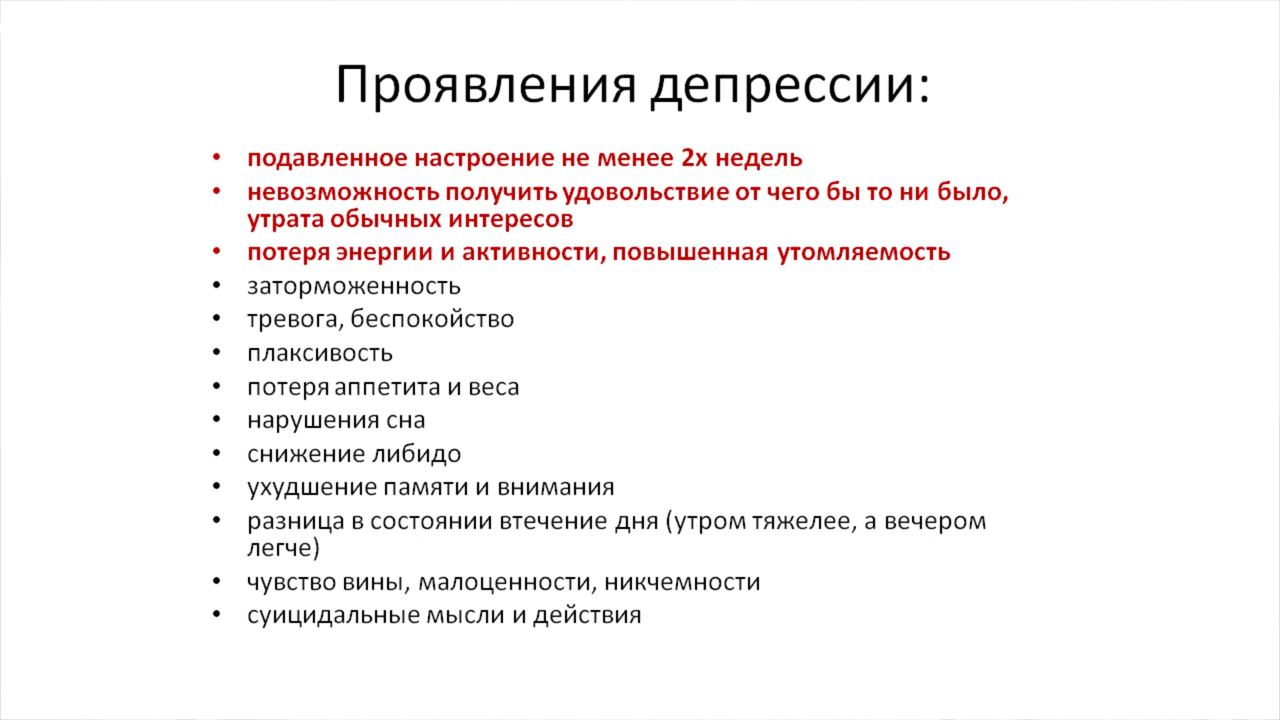 Проявления депрессии:
• подавленное настроение не менее 2х недель
• невозможность получить удовольствие от чего бы то ни было,
утрата обычных интересов
• потеря энергии и активности, повышенная утомляемость
• заторможенность
• тревога, беспокойство
• плаксивость
• потеря аппетита и веса
• нарушения сна
• снижение либидо
• ухудшение памяти и внимания
• разница в состоянии втечение дня (утром тяжелее, а вечером
легче)
• чувство вины, малоценности, никчемности
• суицидальные мысли и действия